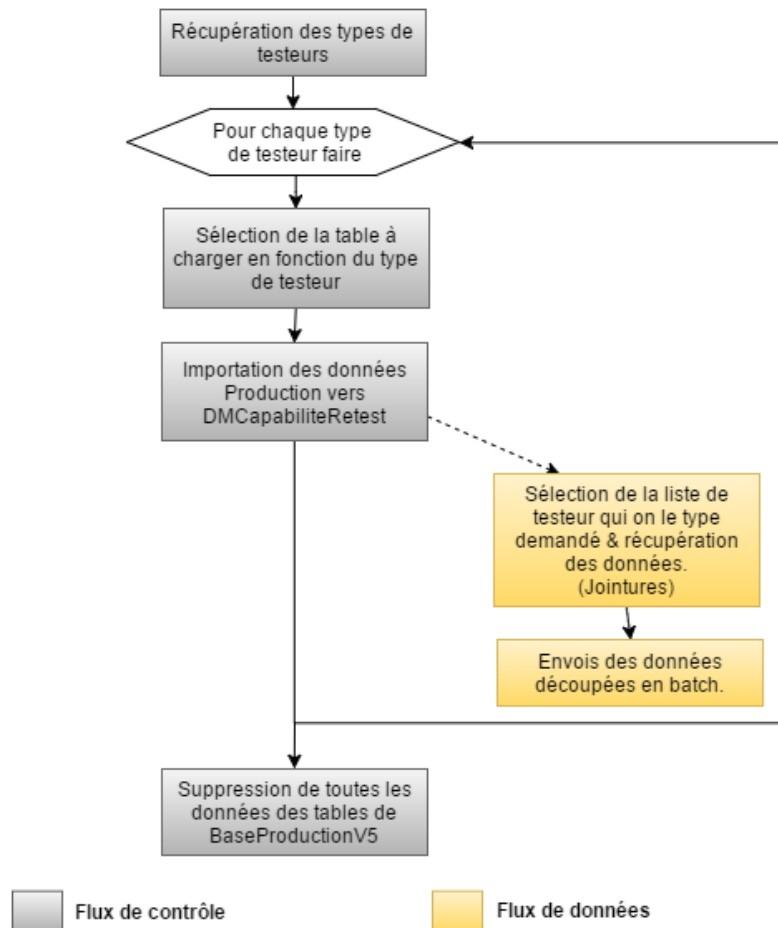 Récupération des types de
testeurs
Pour chaque type
de testeur faire
Sélection de la table à
charger en fonction du type
de testeur
Importation des données
Production vers
DMCapabiliteRetest
Sélection de la liste de
testeur qui on le type
demandé & récupération
des données.
(Jointures)
Envois des données
découpées en batch.
Suppression de toutes les
données des tables de
BaseProductionV5
Flux de contrôle
Flux de données